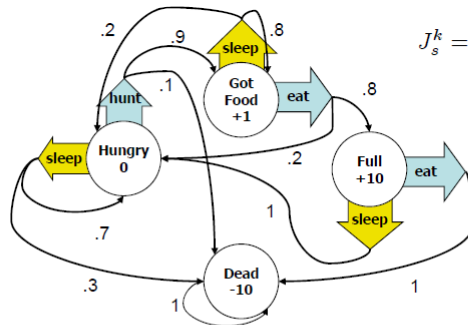 .2
.8
J_s^k =
.9
sleep
hunt
.1
Got
Food
+1
eat
.8
sleep
Hungry
0
.2
Full
+10
eat
.7
1
sleep
.3
Dead
-10
1
1